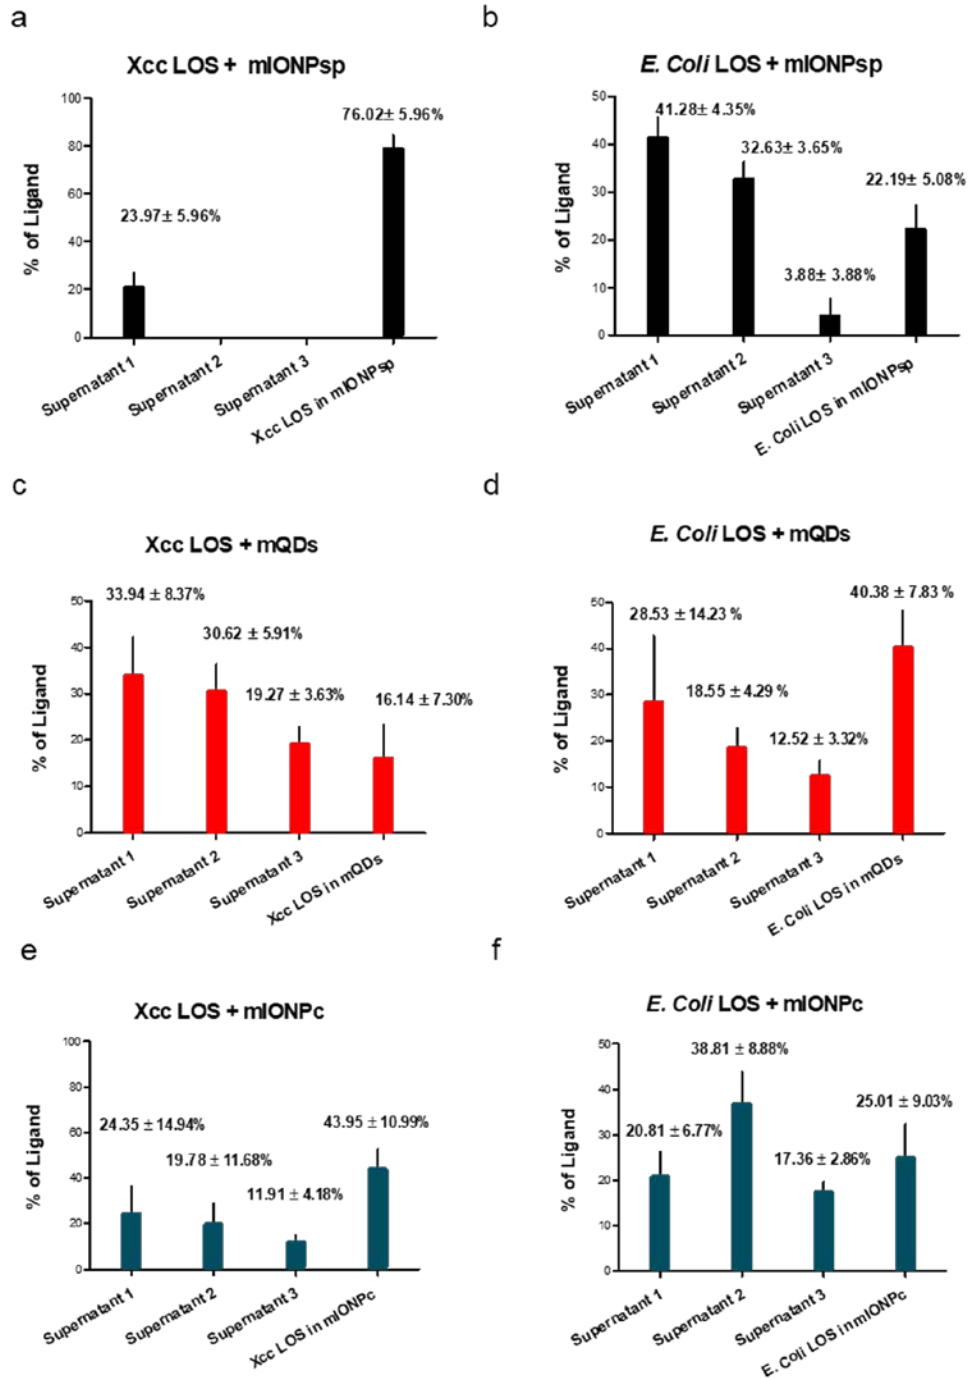 a
Xcc LOS + mIONPsp
% of Ligand
100
80
60
40
20
0
23.97± 5.96%
76.02± 5.96%
Supernatant 1
Supernatant 2
Supernatant 3
Xcc LOS in mIONPsp
b
E. Coli LOS + mIONPsp
% of Ligand
50
40
30
20
10
0
41.28± 4.35%
32.63± 3.65%
3.88± 3.88%
22.19± 5.08%
Supernatant 1
Supernatant 2
Supernatant 3
E. Coli LOS in mIONPsp
c
Xcc LOS + mQDs
% of Ligand
50
40
30
20
10
0
33.94 ± 8.37%
30.62 ± 5.91%
19.27 ± 3.63%
16.14 ± 7.30%
Supernatant 1
Supernatant 2
Supernatant 3
Xcc LOS in mQDs
d
E. Coli LOS + mQDs
% of Ligand
50
40
30
20
10
0
28.53 ± 14.23 %
18.55 ± 4.29 %
12.52 ± 3.32%
40.38 ± 7.83 %
Supernatant 1
Supernatant 2
Supernatant 3
E. Coli LOS in mQDs
e
Xcc LOS + mIONPc
% of Ligand
100
80
60
40
20
0
24.35 ± 14.94%
19.78 ± 11.68%
11.91 ± 4.18%
43.95 ± 10.99%
Supernatant 1
Supernatant 2
Supernatant 3
Xcc LOS in mIONPc
f
E. Coli LOS + mIONPc
% of Ligand
50
40
30
20
10
0
20.81 ± 6.77%
38.81 ± 8.88%
17.36 ± 2.86%
25.01 ± 9.03%
Supernatant 1
Supernatant 2
Supernatant 3
E. Coli LOS in mIONPc